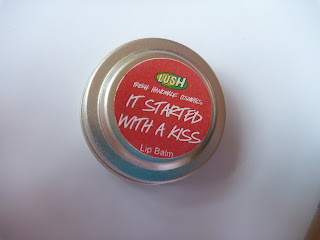 LUSH
FRESH HANDMADE COSMETICS
IT STARTED
WITH A KISS
Lip Balm